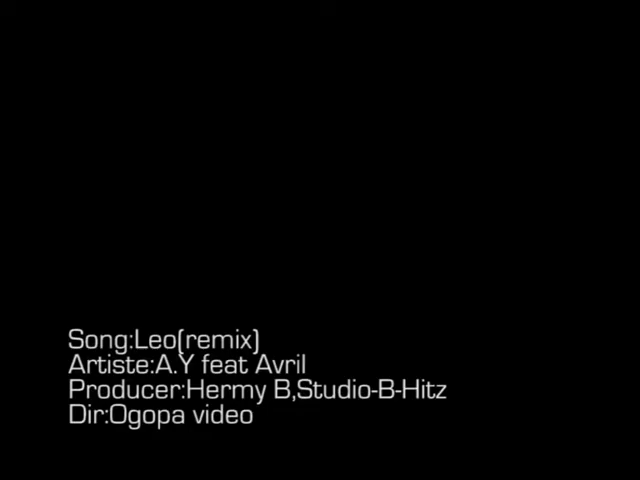 Song:Leo(remix)
Artiste:A.Y feat Avril
Producer:Hermy B,Studio-B-Hitz
Dir:Ogopa video